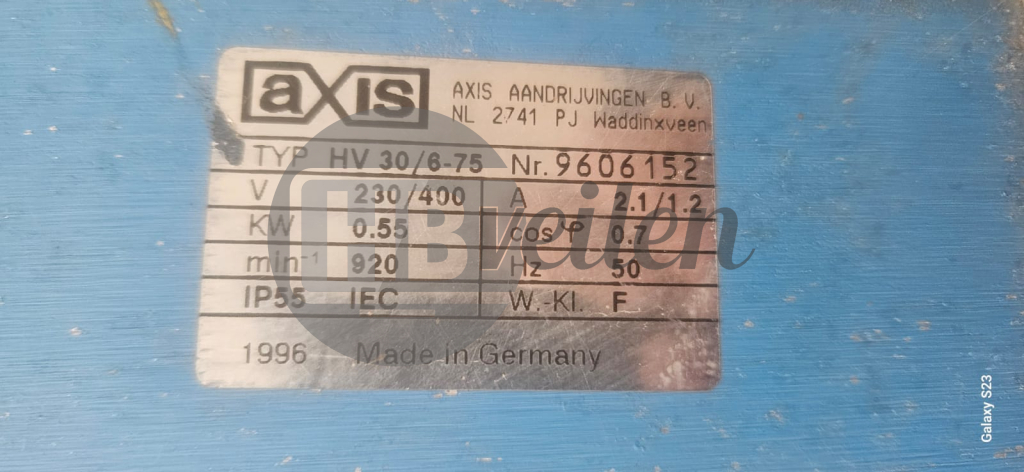 axis
AXIS AANDRIJVINGEN B.V.
NL 2741 PJ Waddinxveen
TYP HV 30/6-75 Nr. 9606152
V 230/400 A 2.1/1.2
KW 0.55 cos φ 0.7
min⁻¹ 920 Hz 50
IP55 IEC W.-Kl. F
1996 Made in Germany
HB veilen
Galaxy S23